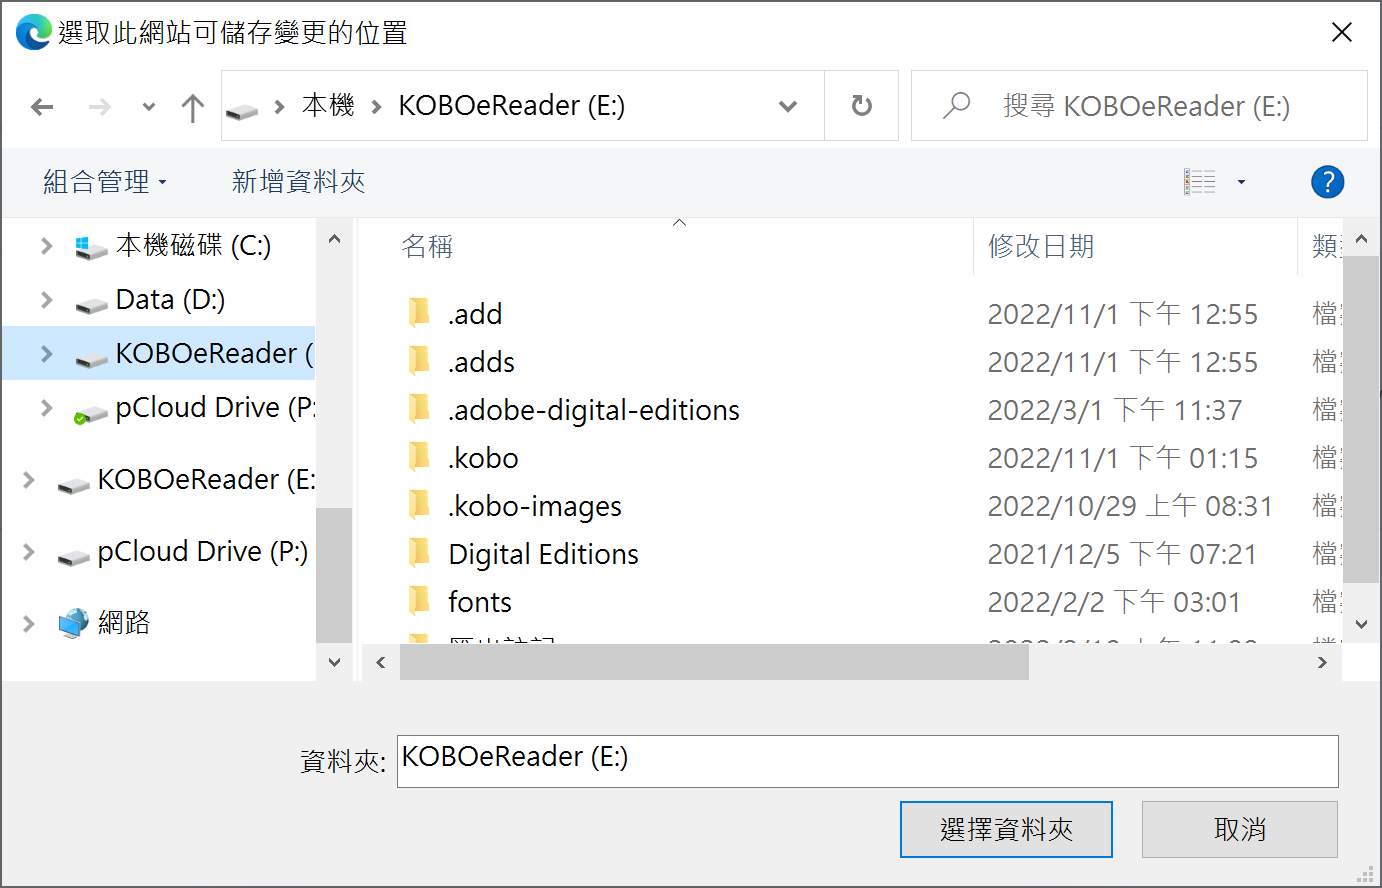 選取此網站可儲存變更的位置
本機 KOBOeReader (E:)
搜尋 KOBOeReader (E:)
組合管理 新增資料夾
?
本機磁碟 (C:)
Data (D:)
KOBOeReader (
pCloud Drive (P:
KOBOeReader (E:
pCloud Drive (P:)
網路
名稱 修改日期
.add 2022/11/1 下午 12:55 檔
.adds 2022/11/1 下午 12:55 檔
.adobe-digital-editions 2022/3/1 下午 11:37 檔
.kobo 2022/11/1 下午 01:15 檔
.kobo-images 2022/10/29 上午 08:31 檔
Digital Editions 2021/12/5 下午 07:21 檔
fonts 2022/2/2 下午 03:01 檔
資料夾: KOBOeReader (E:)
選擇資料夾 取消